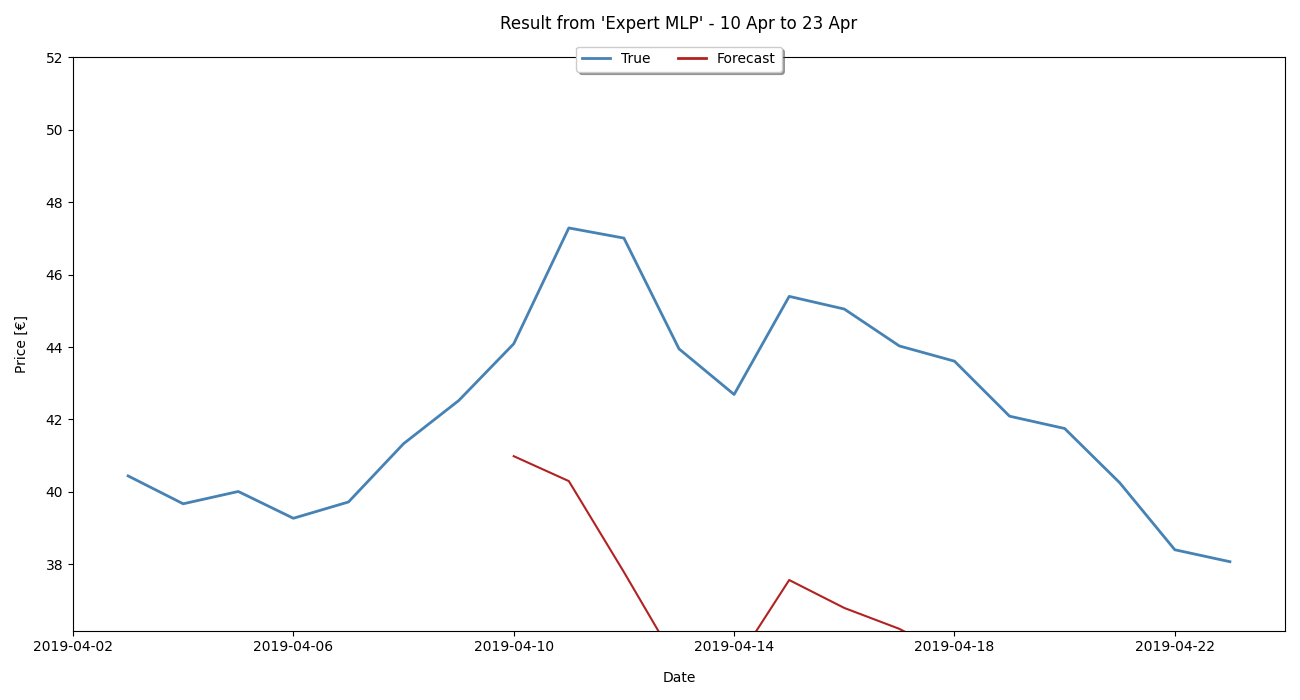 Result from 'Expert MLP' - 10 Apr to 23 Apr
True Forecast
52
50
48
46
44
42
40
38
Price [€]
2019-04-02 2019-04-06 2019-04-10 2019-04-14 2019-04-18 2019-04-22
Date